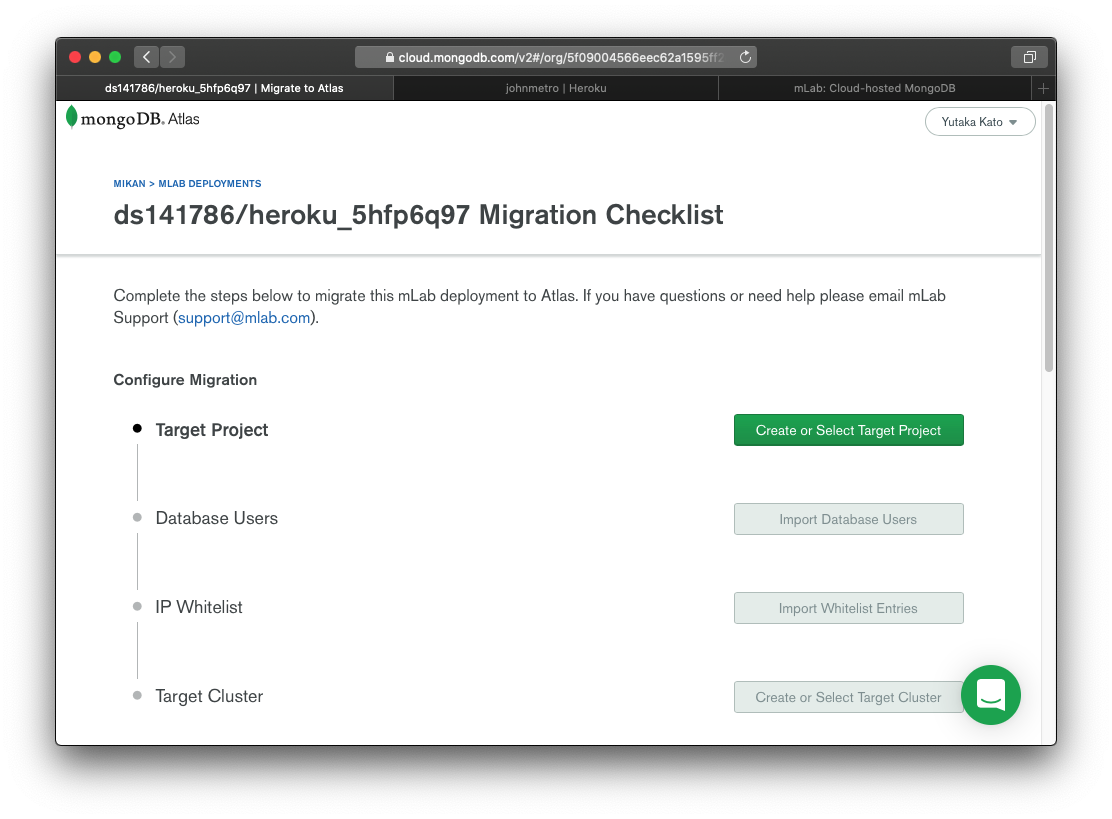 cloud.mongodb.com/v2#/org/5f09004566eec62a1595ff2
ds141786/heroku_5hfp6q97 | Migrate to Atlas
johnmetro | Heroku
mLab: Cloud-hosted MongoDB
mongoDB. Atlas
Yutaka Kato
MIKAN > MLAB DEPLOYMENTS
ds141786/heroku_5hfp6q97 Migration Checklist
Complete the steps below to migrate this mLab deployment to Atlas. If you have questions or need help please email mLab
Support (support@mlab.com).
Configure Migration
Target Project
Create or Select Target Project
Database Users
Import Database Users
IP Whitelist
Import Whitelist Entries
Target Cluster
Create or Select Target Cluster